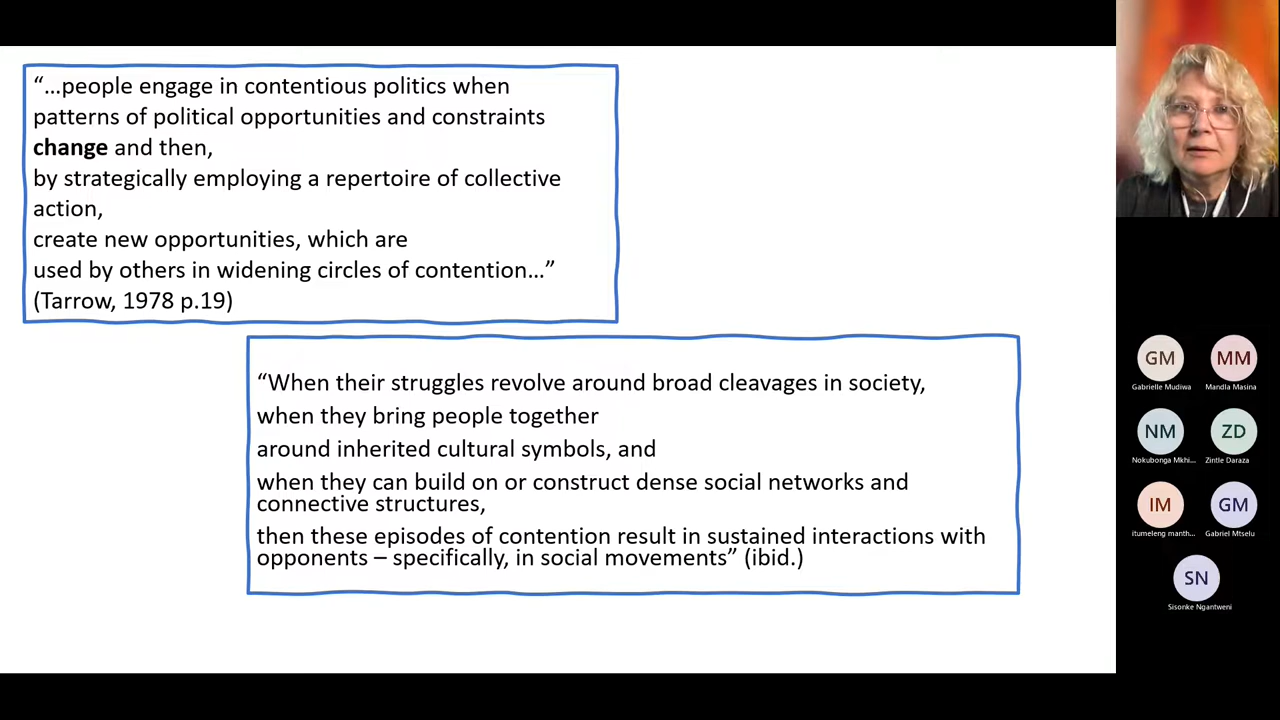 “...people engage in contentious politics when
patterns of political opportunities and constraints
change and then,
by strategically employing a repertoire of collective
action,
create new opportunities, which are
used by others in widening circles of contention...”
(Tarrow, 1978 p.19)
“When their struggles revolve around broad cleavages in society,
when they bring people together
around inherited cultural symbols, and
when they can build on or construct dense social networks and
connective structures,
then these episodes of contention result in sustained interactions with
opponents – specifically, in social movements” (ibid.)
GM
MM
Gabrielle Mudiwa
Mandla Masina
NM
ZD
Nokubonga Mkhi...
Zintle Daraza
IM
GM
itumeleng manth...
Gabriel Mtselu
SN
Sisonke Ngantweni